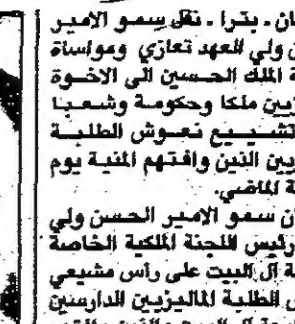 ان ـ بترا ـ نقل سمو الامير
ن ولي العهد تعازي ومواساة
ة الملك الحسين الى الاخوة
زيين ملكا وحكومة وشعبا
تشييع نعوش الطلبة
زيين الذين وافتهم المنية يوم
ة الماضي.
ان سمو الامير الحسن ولي
رئيس اللجنة الملكية الخاصة
ة آل البيت على رأس مشيعي
الطلبة الماليزيين الدارسين